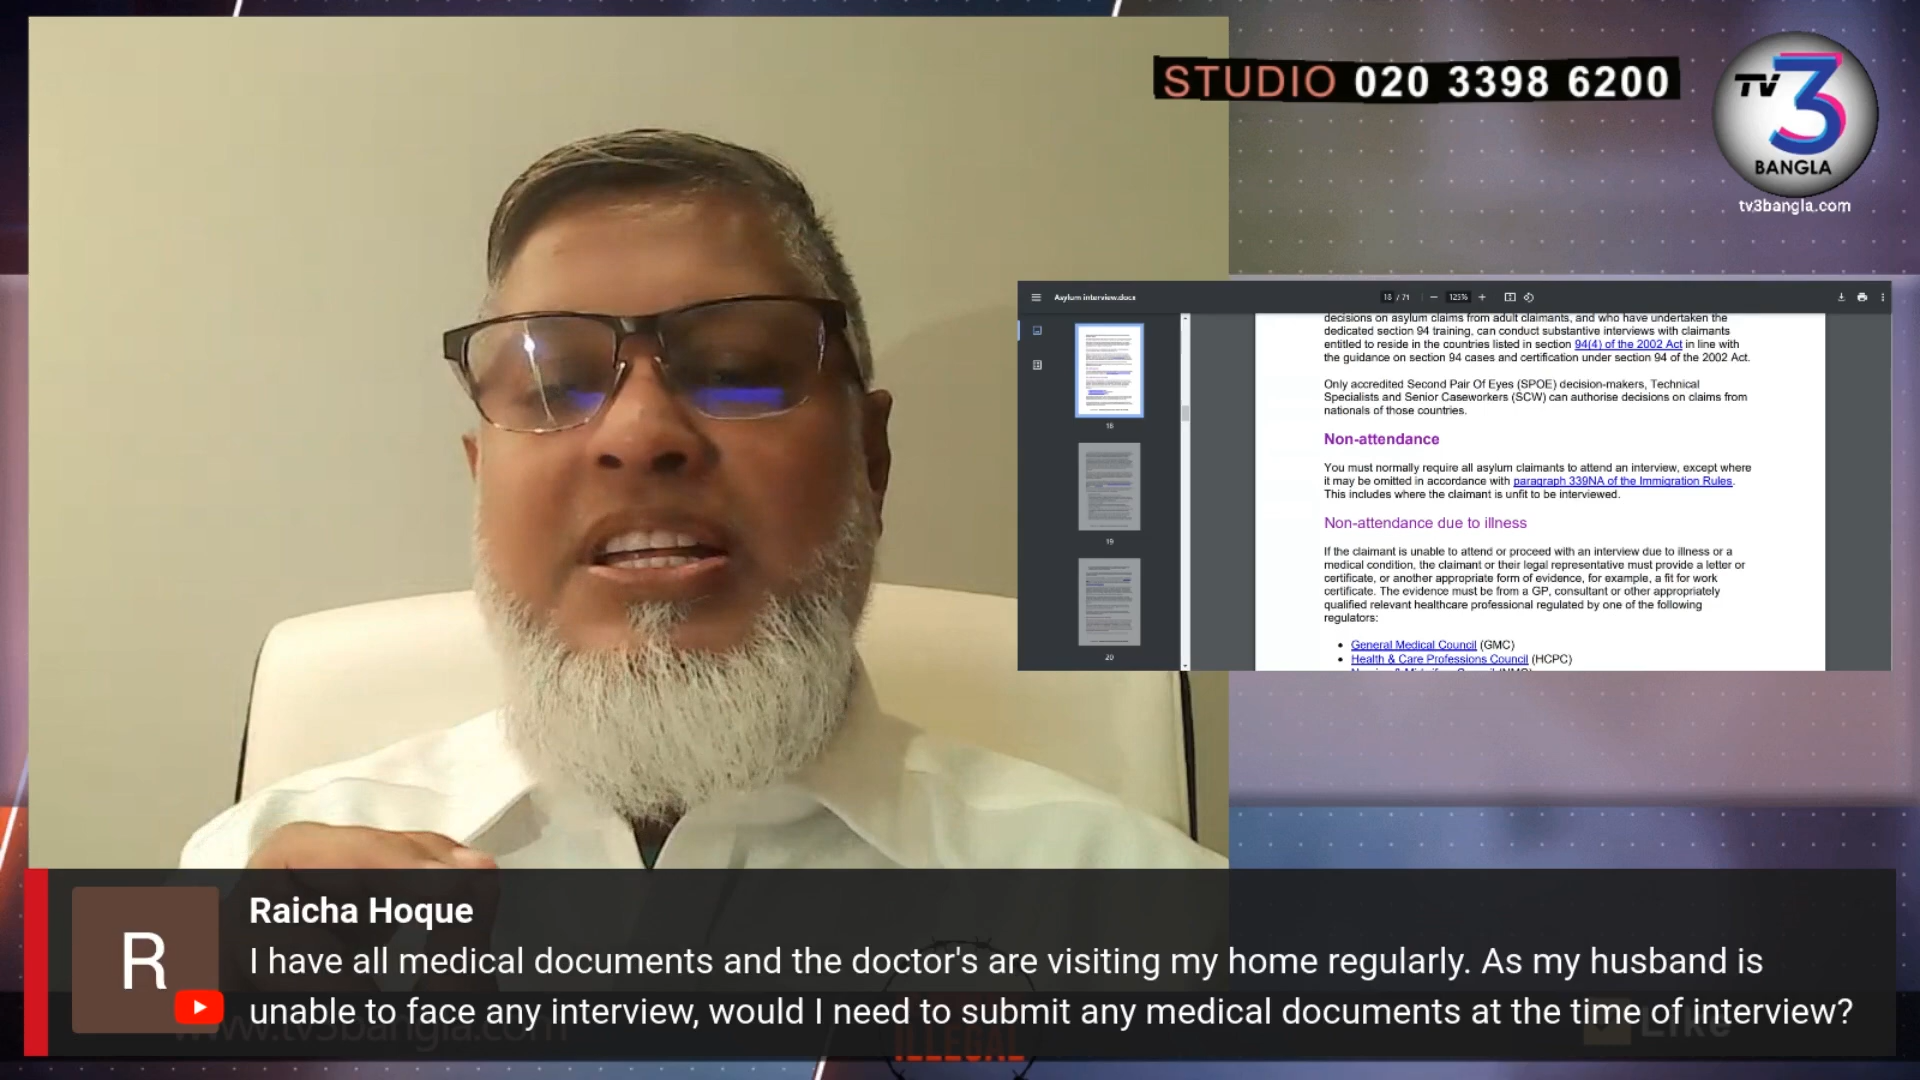 STUDIO 020 3398 6200
TV3
BANGLA
tv3bangla.com
Asylum interview.docx
18 / 71
125%
decisions on asylum claims from adult claimants, and who have undertaken the
dedicated section 94 training, can conduct substantive interviews with claimants
entitled to reside in the countries listed in section 94(4) of the 2002 Act in line with
the guidance on section 94 cases and certification under section 94 of the 2002 Act.
Only accredited Second Pair Of Eyes (SPOE) decision-makers, Technical
Specialists and Senior Caseworkers (SCW) can authorise decisions on claims from
nationals of those countries.
Non-attendance
You must normally require all asylum claimants to attend an interview, except where
it may be omitted in accordance with paragraph 339NA of the Immigration Rules.
This includes where the claimant is unfit to be interviewed.
Non-attendance due to illness
If the claimant is unable to attend or proceed with an interview due to illness or a
medical condition, the claimant or their legal representative must provide a letter or
certificate, or another appropriate form of evidence, for example, a fit for work
certificate. The evidence must be from a GP, consultant or other appropriately
qualified relevant healthcare professional regulated by one of the following
regulators:
General Medical Council (GMC)
Health & Care Professions Council (HCPC)
18
19
20
R
Raicha Hoque
I have all medical documents and the doctor's are visiting my home regularly. As my husband is
unable to face any interview, would I need to submit any medical documents at the time of interview?
www.tv3bangla.com
ILLEGAL
Like